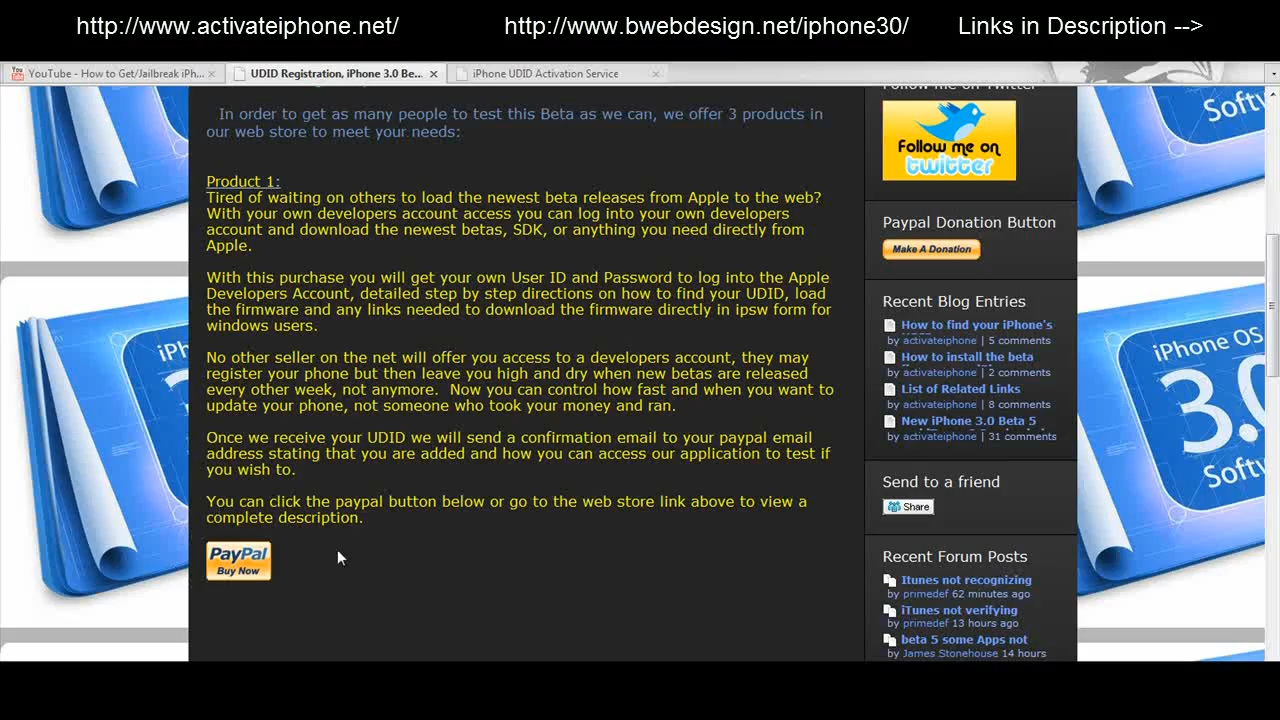 http://www.activateiphone.net/ http://www.bwebdesign.net/iphone30/ Links in Description -->
YouTube - How to Get/Jailbreak iPh... UDID Registration, iPhone 3.0 Be... iPhone UDID Activation Service
In order to get as many people to test this Beta as we can, we offer 3 products in
our web store to meet your needs:
Product 1:
Tired of waiting on others to load the newest beta releases from Apple to the web?
With your own developers account access you can log into your own developers
account and download the newest betas, SDK, or anything you need directly from
Apple.
With this purchase you will get your own User ID and Password to log into the Apple
Developers Account, detailed step by step directions on how to find your UDID, load
the firmware and any links needed to download the firmware directly in ipsw form for
windows users.
No other seller on the net will offer you access to a developers account, they may
register your phone but then leave you high and dry when new betas are released
every other week, not anymore.  Now you can control how fast and when you want to
update your phone, not someone who took your money and ran.
Once we receive your UDID we will send a confirmation email to your paypal email
address stating that you are added and how you can access our application to test if
you wish to.
You can click the paypal button below or go to the web store link above to view a
complete description.
PayPal
Buy Now
Follow me on Twitter
Follow me on
twitter
Paypal Donation Button
Make A Donation
Recent Blog Entries
How to find your iPhone's
by activateiphone | 5 comments
How to install the beta
by activateiphone | 2 comments
List of Related Links
by activateiphone | 8 comments
New iPhone 3.0 Beta 5
by activateiphone | 31 comments
Send to a friend
Share
Recent Forum Posts
Itunes not recognizing
by primedef 62 minutes ago
iTunes not verifying
by primedef 13 hours ago
beta 5 some Apps not
by James Stonehouse 14 hours
Softw
iPhone OS
3.0
Softw
iPh